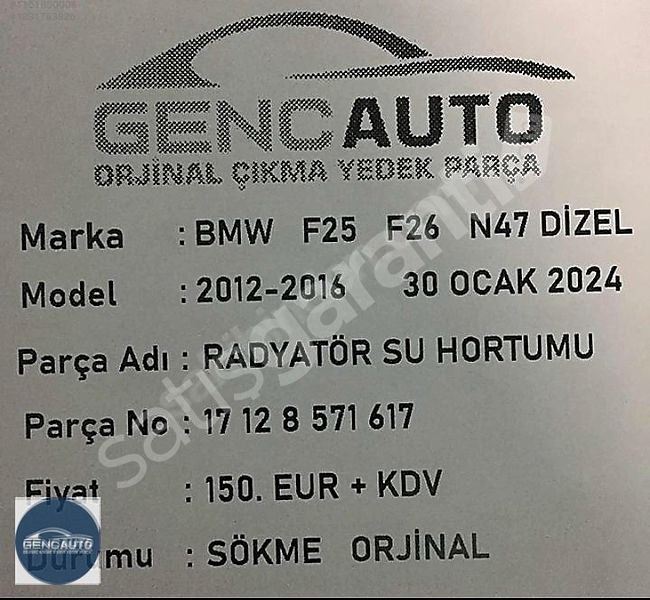 GENCAUTO
ORJİNAL ÇIKMA YEDEK PARÇA
Marka : BMW F25 F26 N47 DİZEL
Model : 2012-2016 30 OCAK 2024
Parça Adı : RADYATÖR SU HORTUMU
Parça No : 17 12 8 571 617
Fiyat : 150. EUR + KDV
Durumu : SÖKME ORJİNAL
GENCAUTO
satışgarantili